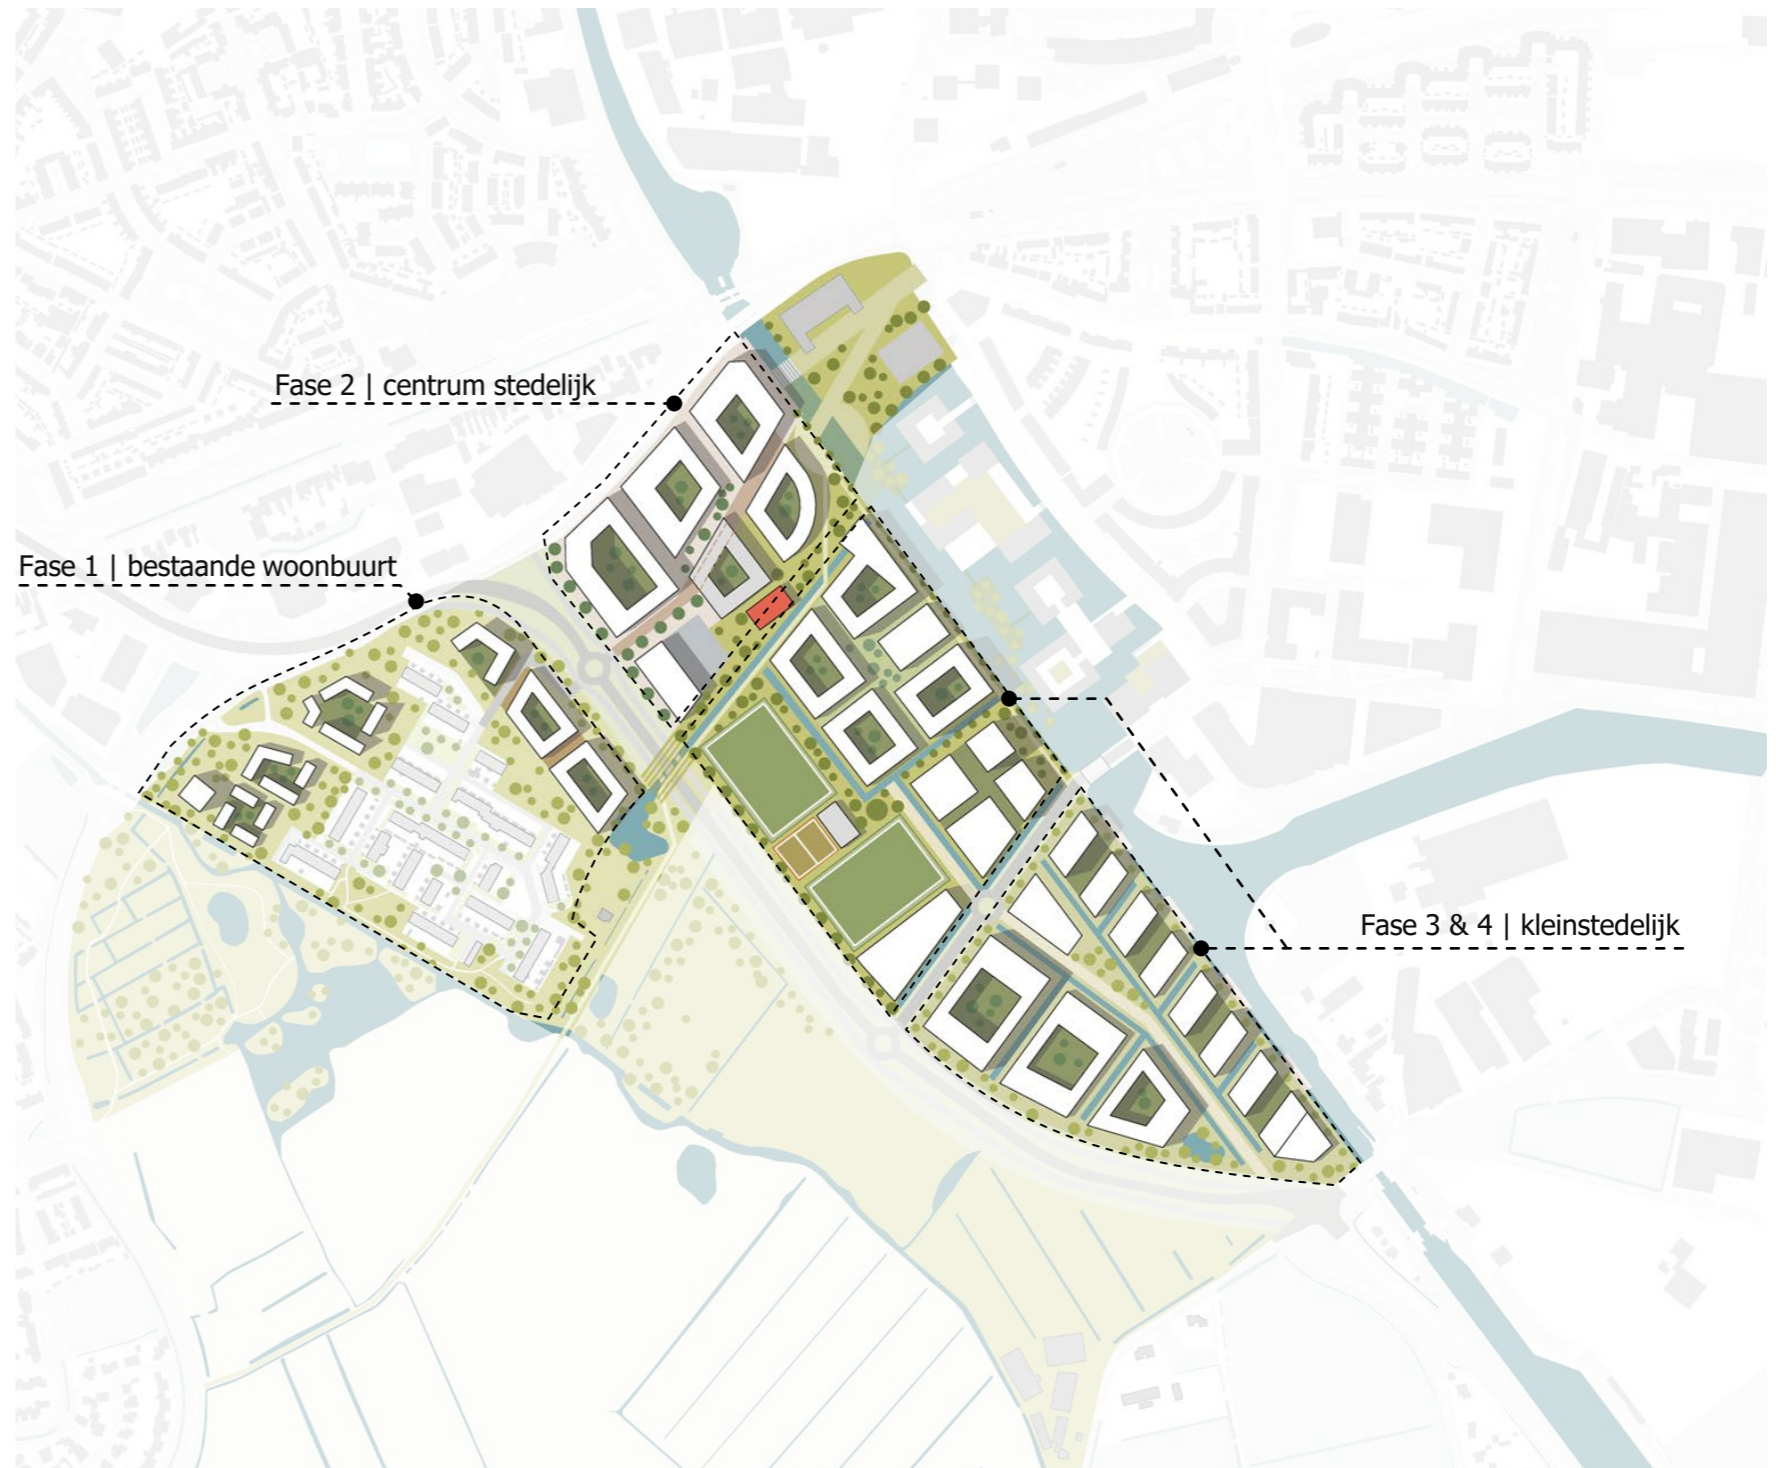 Fase 2 | centrum stedelijk
Fase 1 | bestaande woonbuurt
Fase 3 & 4 | kleinstedelijk